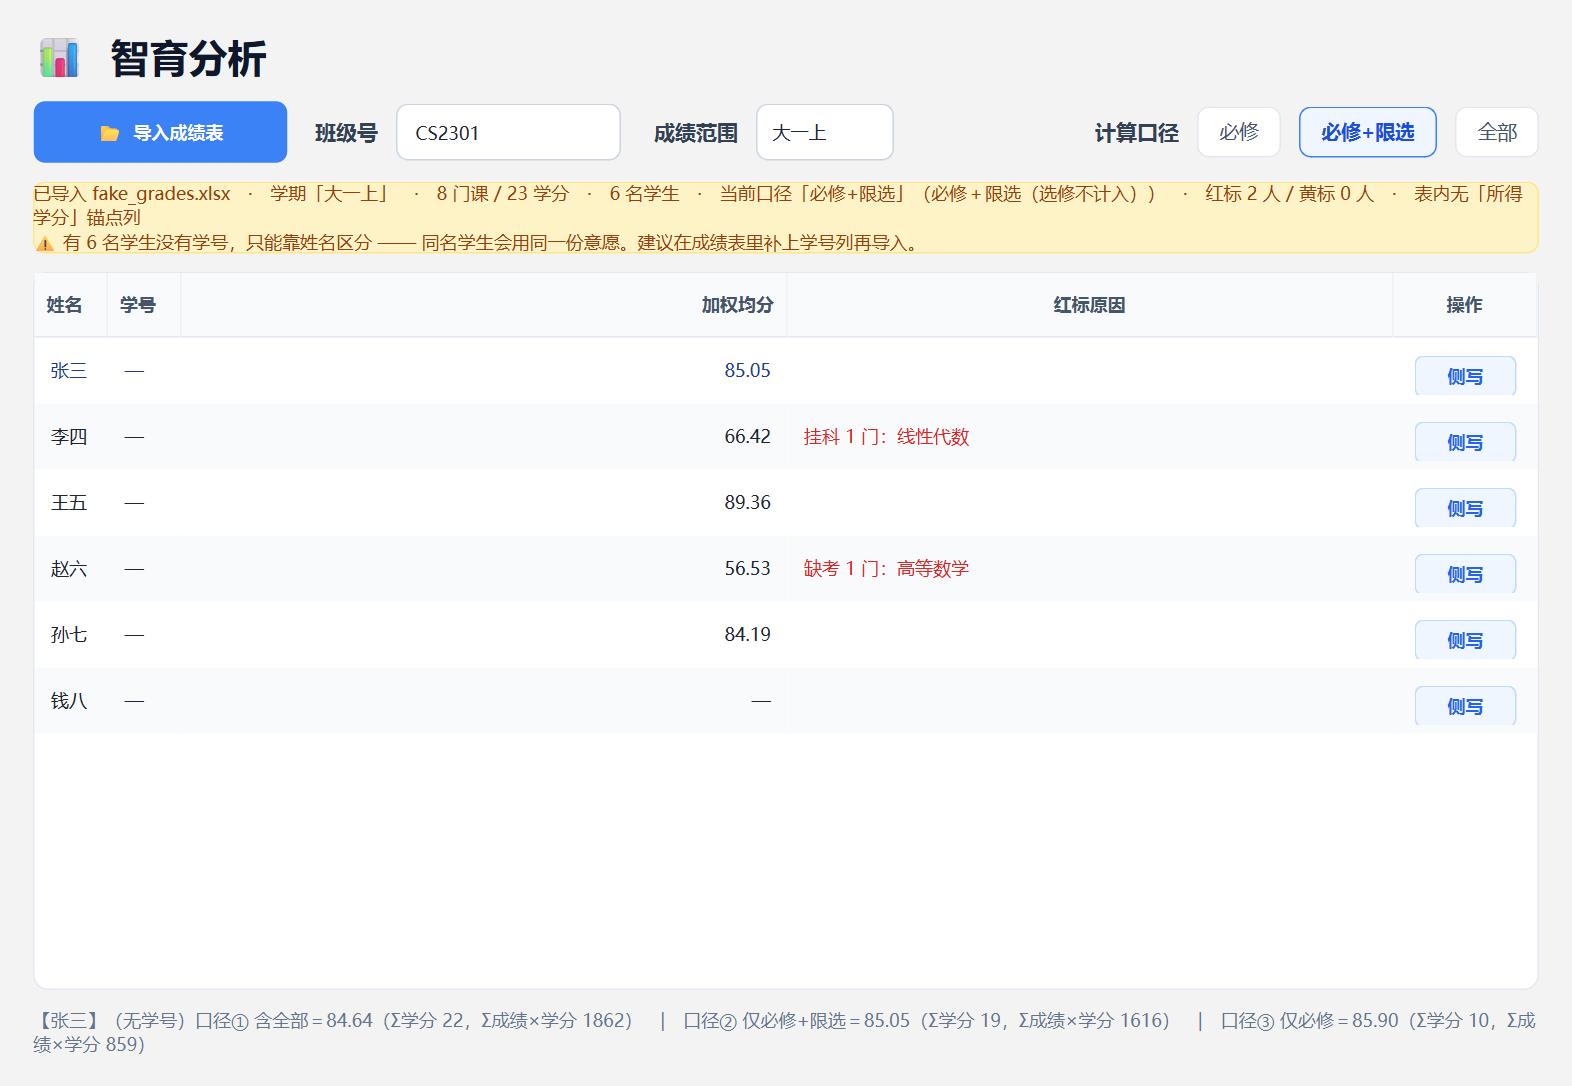 智育分析
导入成绩表 班级号 CS2301 成绩范围 大一上 计算口径 必修 必修+限选 全部
已导入 fake_grades.xlsx · 学期「大一上」 · 8 门课 / 23 学分 · 6 名学生 · 当前口径「必修+限选」（必修＋限选（选修不计入）） · 红标 2 人 / 黄标 0 人 · 表内无「所得
学分」锚点列
⚠ 有 6 名学生没有学号，只能靠姓名区分 —— 同名学生会用同一份意愿。建议在成绩表里补上学号列再导入。
姓名 学号 加权均分 红标原因 操作
张三 — 85.05 侧写
李四 — 66.42 挂科 1 门：线性代数 侧写
王五 — 89.36 侧写
赵六 — 56.53 缺考 1 门：高等数学 侧写
孙七 — 84.19 侧写
钱八 — — 侧写
【张三】（无学号）口径① 含全部＝84.64（Σ学分 22，Σ成绩×学分 1862） | 口径② 仅必修+限选＝85.05（Σ学分 19，Σ成绩×学分 1616） | 口径③ 仅必修＝85.90（Σ学分 10，Σ成
绩×学分 859）